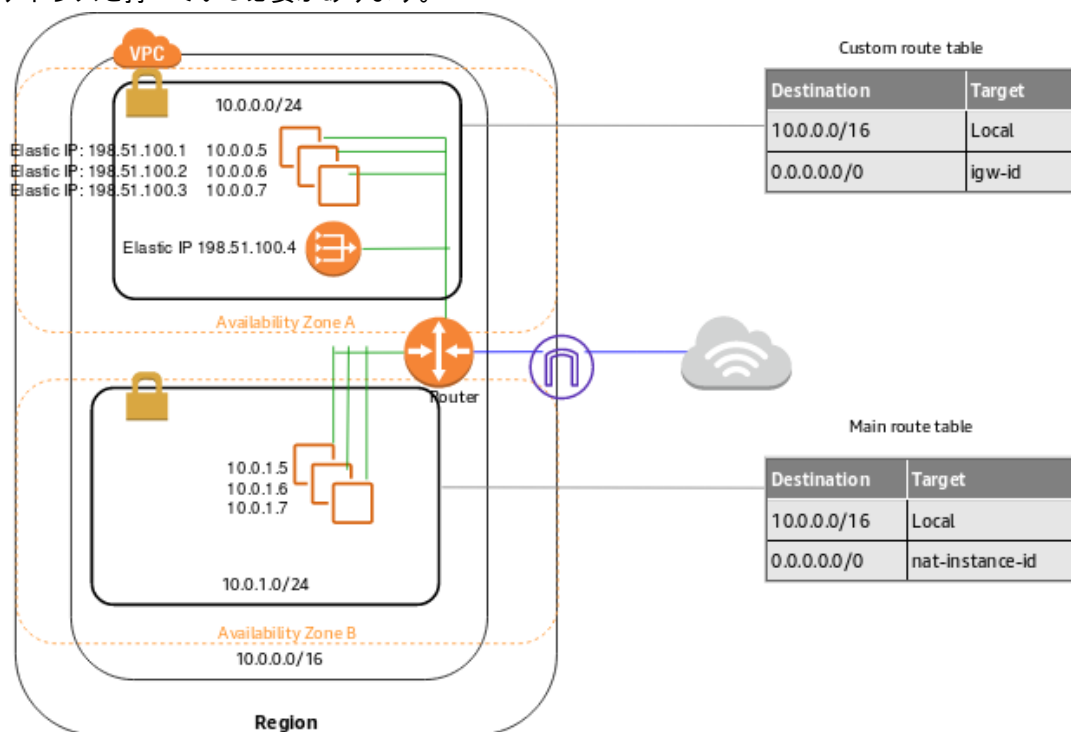 VPC
10.0.0.0/24
Elastic IP: 198.51.100.1 10.0.0.5
Elastic IP: 198.51.100.2 10.0.0.6
Elastic IP: 198.51.100.3 10.0.0.7
Elastic IP 198.51.100.4
Availability Zone A
Router
10.0.1.5
10.0.1.6
10.0.1.7
10.0.1.0/24
Availability Zone B
10.0.0.0/16
Region
Custom route table
Destination Target
10.0.0.0/16 Local
0.0.0.0/0 igw-id
Main route table
Destination Target
10.0.0.0/16 Local
0.0.0.0/0 nat-instance-id